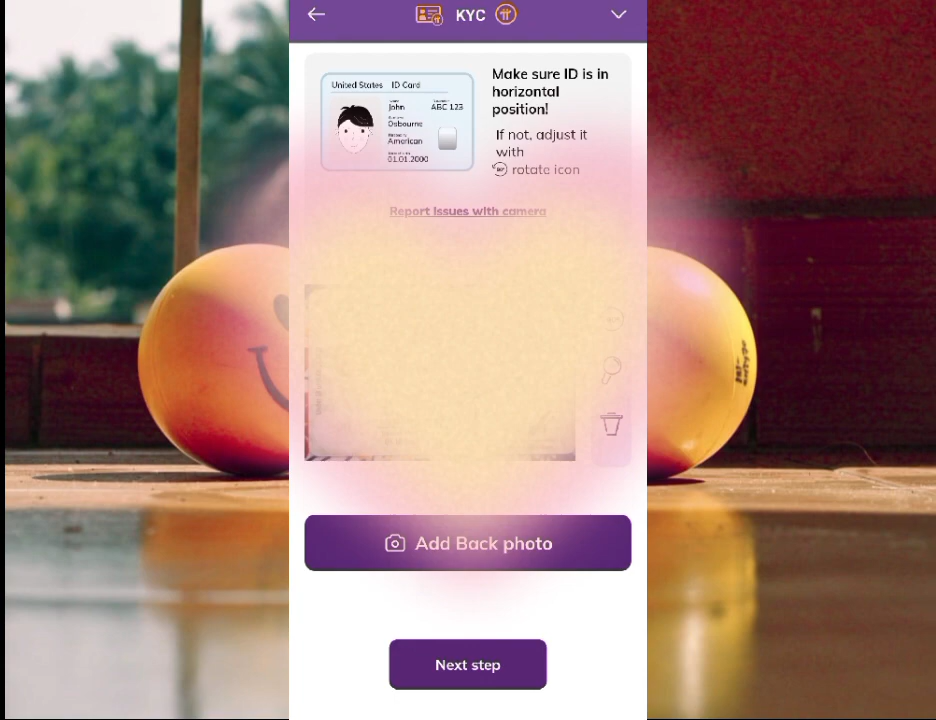 KYC
United States ID Card
John
ABC 123
Osbourne
American
01.01.2000
Make sure ID is in
horizontal
position!
If not, adjust it
with
rotate icon
Report issues with camera
Add Back photo
Next step